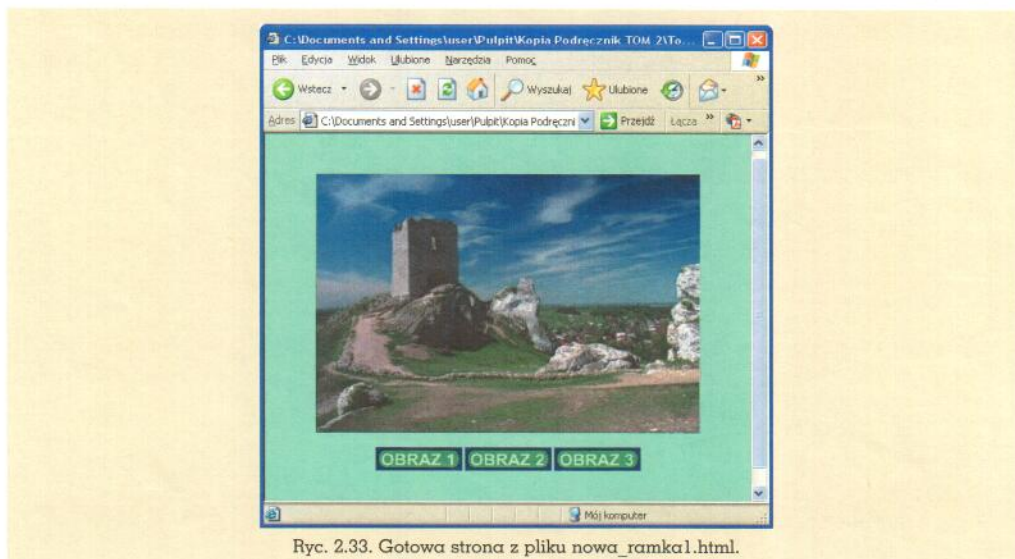 C:\Documents and Settings\user\Pulpit\Kopia Podręcznik TOM 2\To...
Plik Edycja Widok Ulubione Narzędzia Pomoc
Wstecz Wyszukaj Ulubione
Adres C:\Documents and Settings\user\Pulpit\Kopia Podręczni Przejdź Łącza
OBRAZ 1 OBRAZ 2 OBRAZ 3
Mój komputer
Ryc. 2.33. Gotowa strona z pliku nowa_ramka1.html.